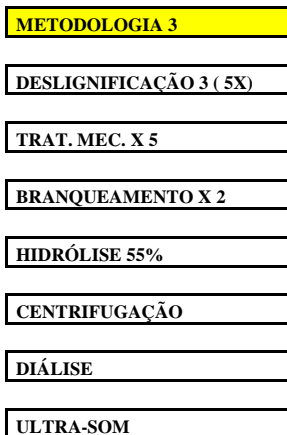 METODOLOGIA 3
DESLIGNIFICAÇÃO 3 ( 5X)
TRAT. MEC. X 5
BRANQUEAMENTO X 2
HIDRÓLISE 55%
CENTRIFUGAÇÃO
DIÁLISE
ULTRA-SOM